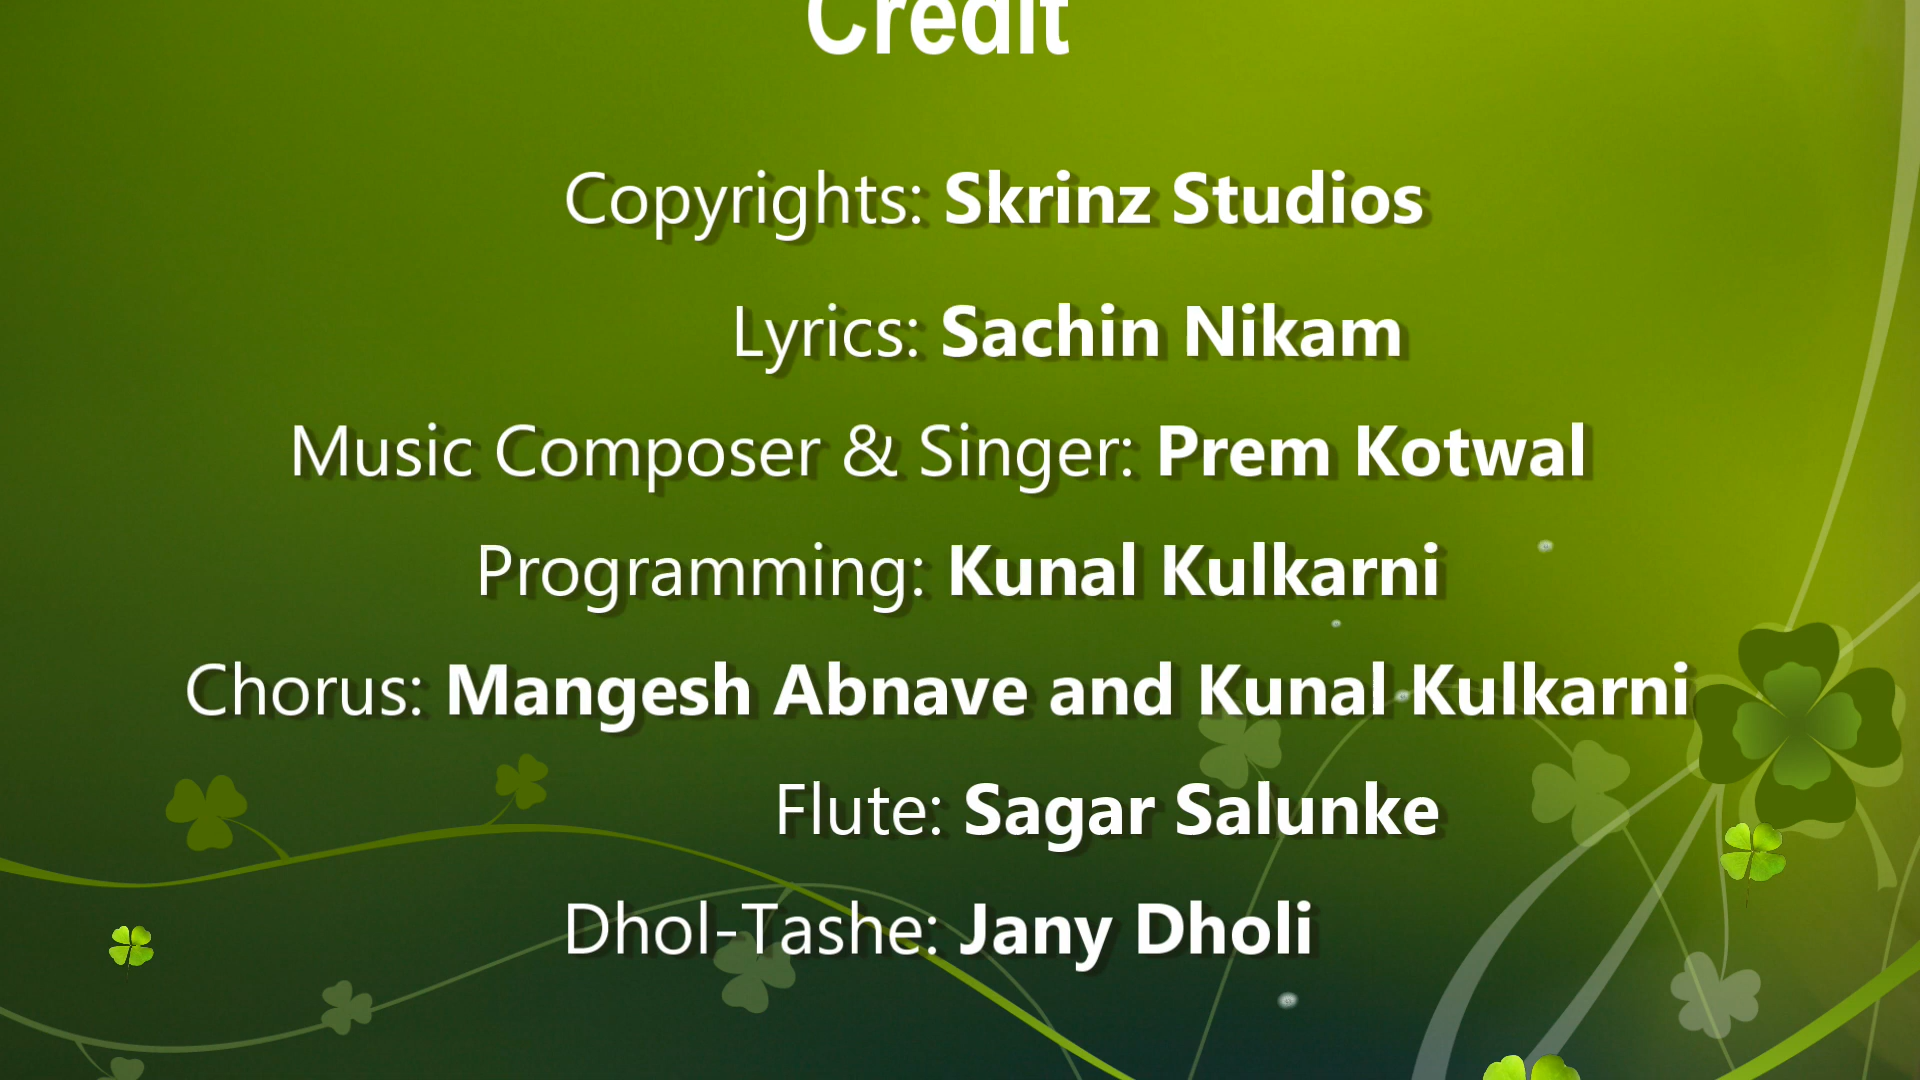 Credit
Copyrights: Skrinz Studios
Lyrics: Sachin Nikam
Music Composer & Singer: Prem Kotwal
Programming: Kunal Kulkarni
Chorus: Mangesh Abnave and Kunal Kulkarni
Flute: Sagar Salunke
Dhol-Tashe: Jany Dholi